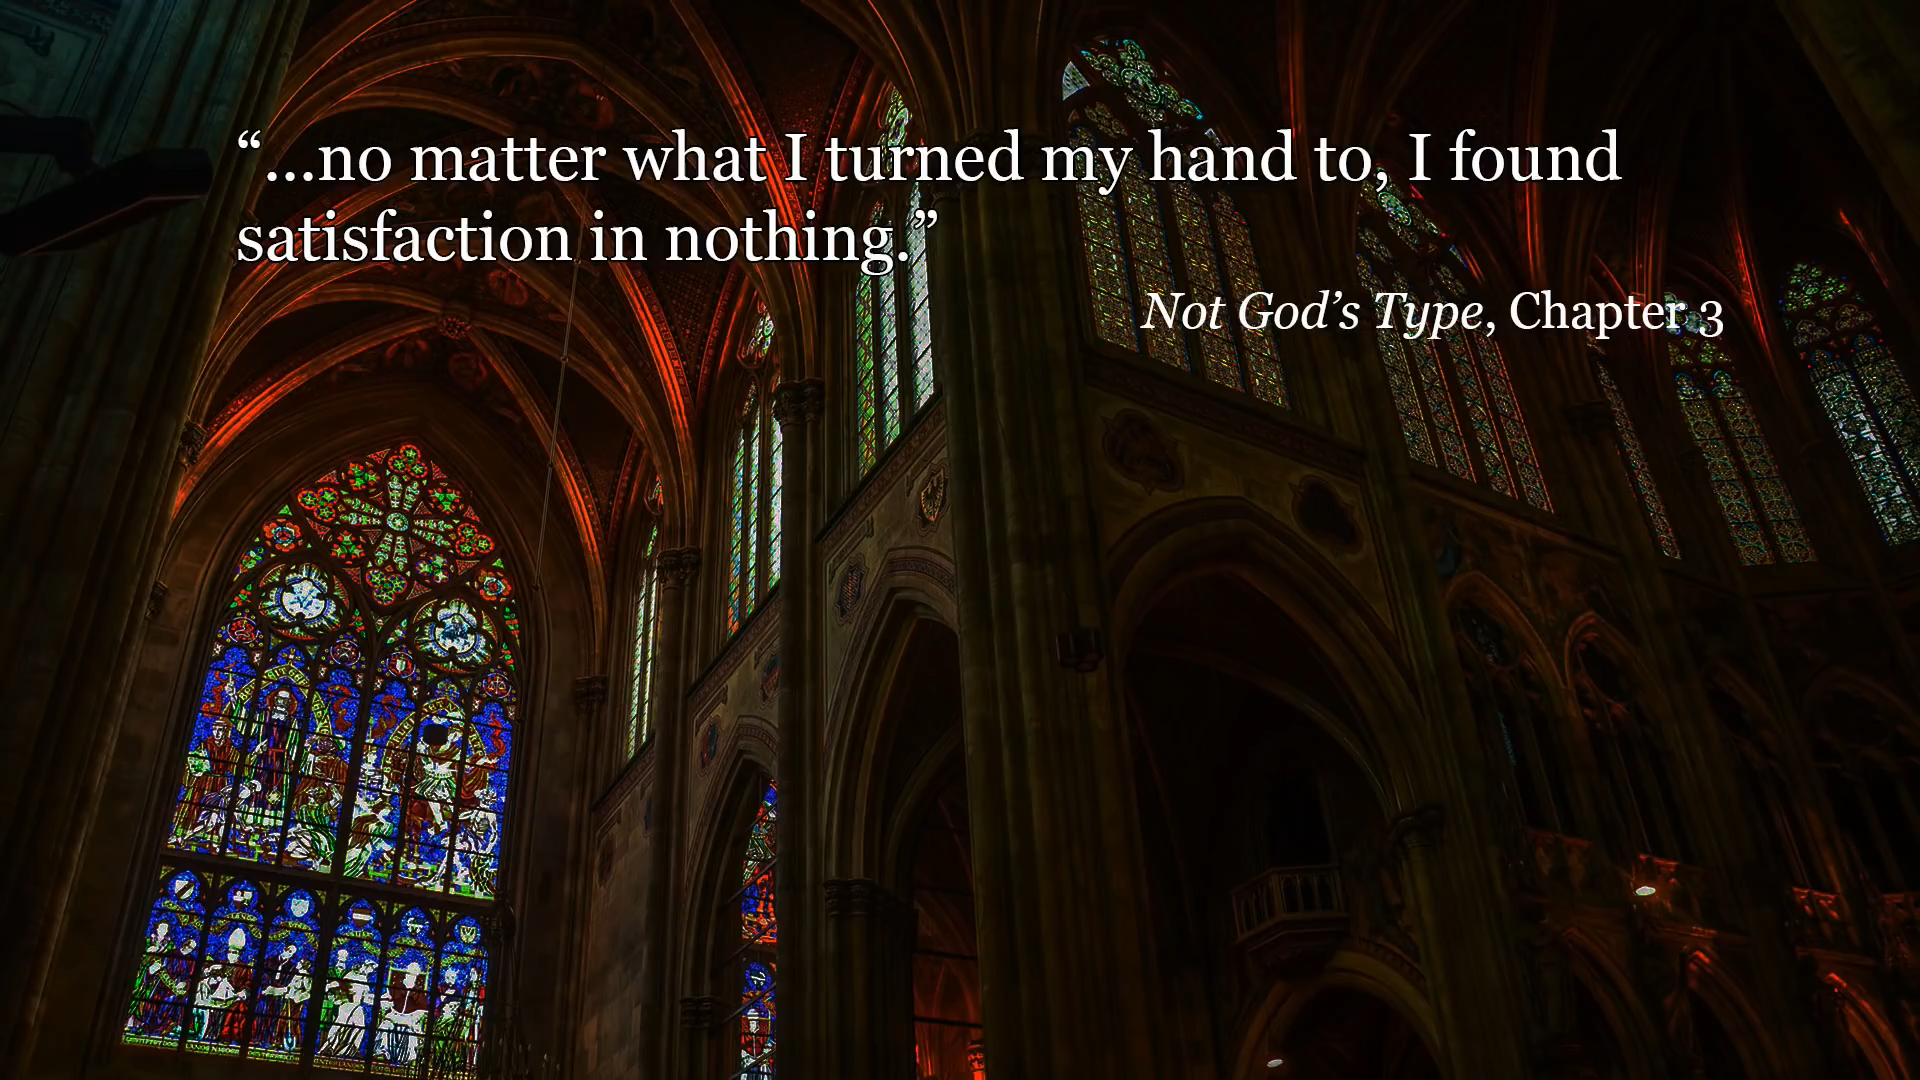 “...no matter what I turned my hand to, I found
satisfaction in nothing.”
Not God’s Type, Chapter 3